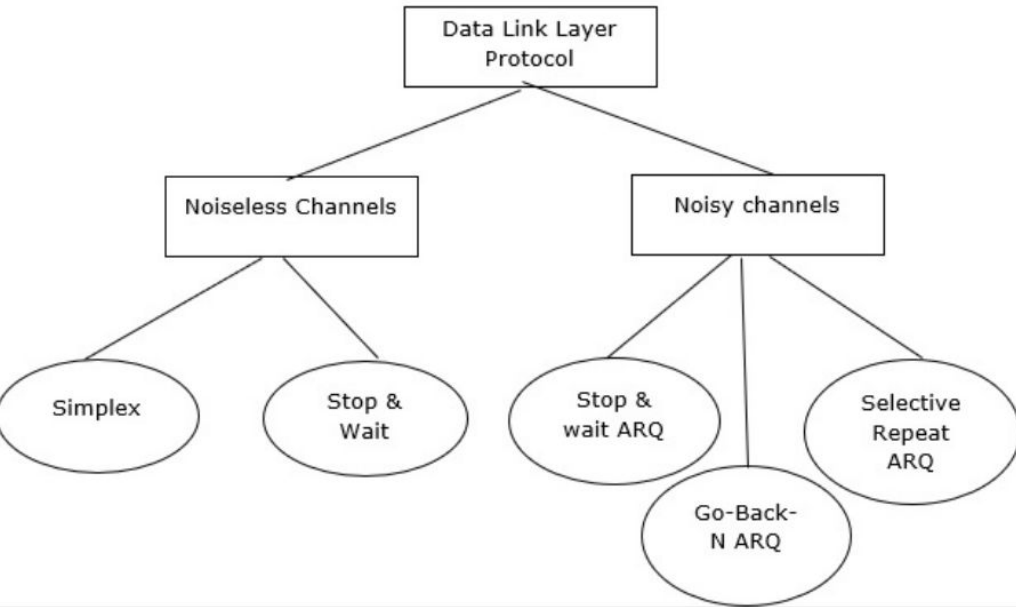 Data Link Layer
Protocol
Noiseless Channels
Noisy channels
Simplex
Stop &
Wait
Stop &
wait ARQ
Go-Back-
N ARQ
Selective
Repeat
ARQ